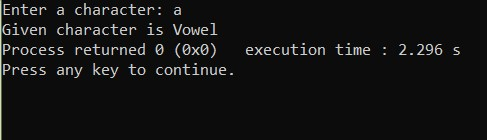 Enter a character: a
Given character is Vowel
Process returned 0 (0x0)   execution time : 2.296 s
Press any key to continue.